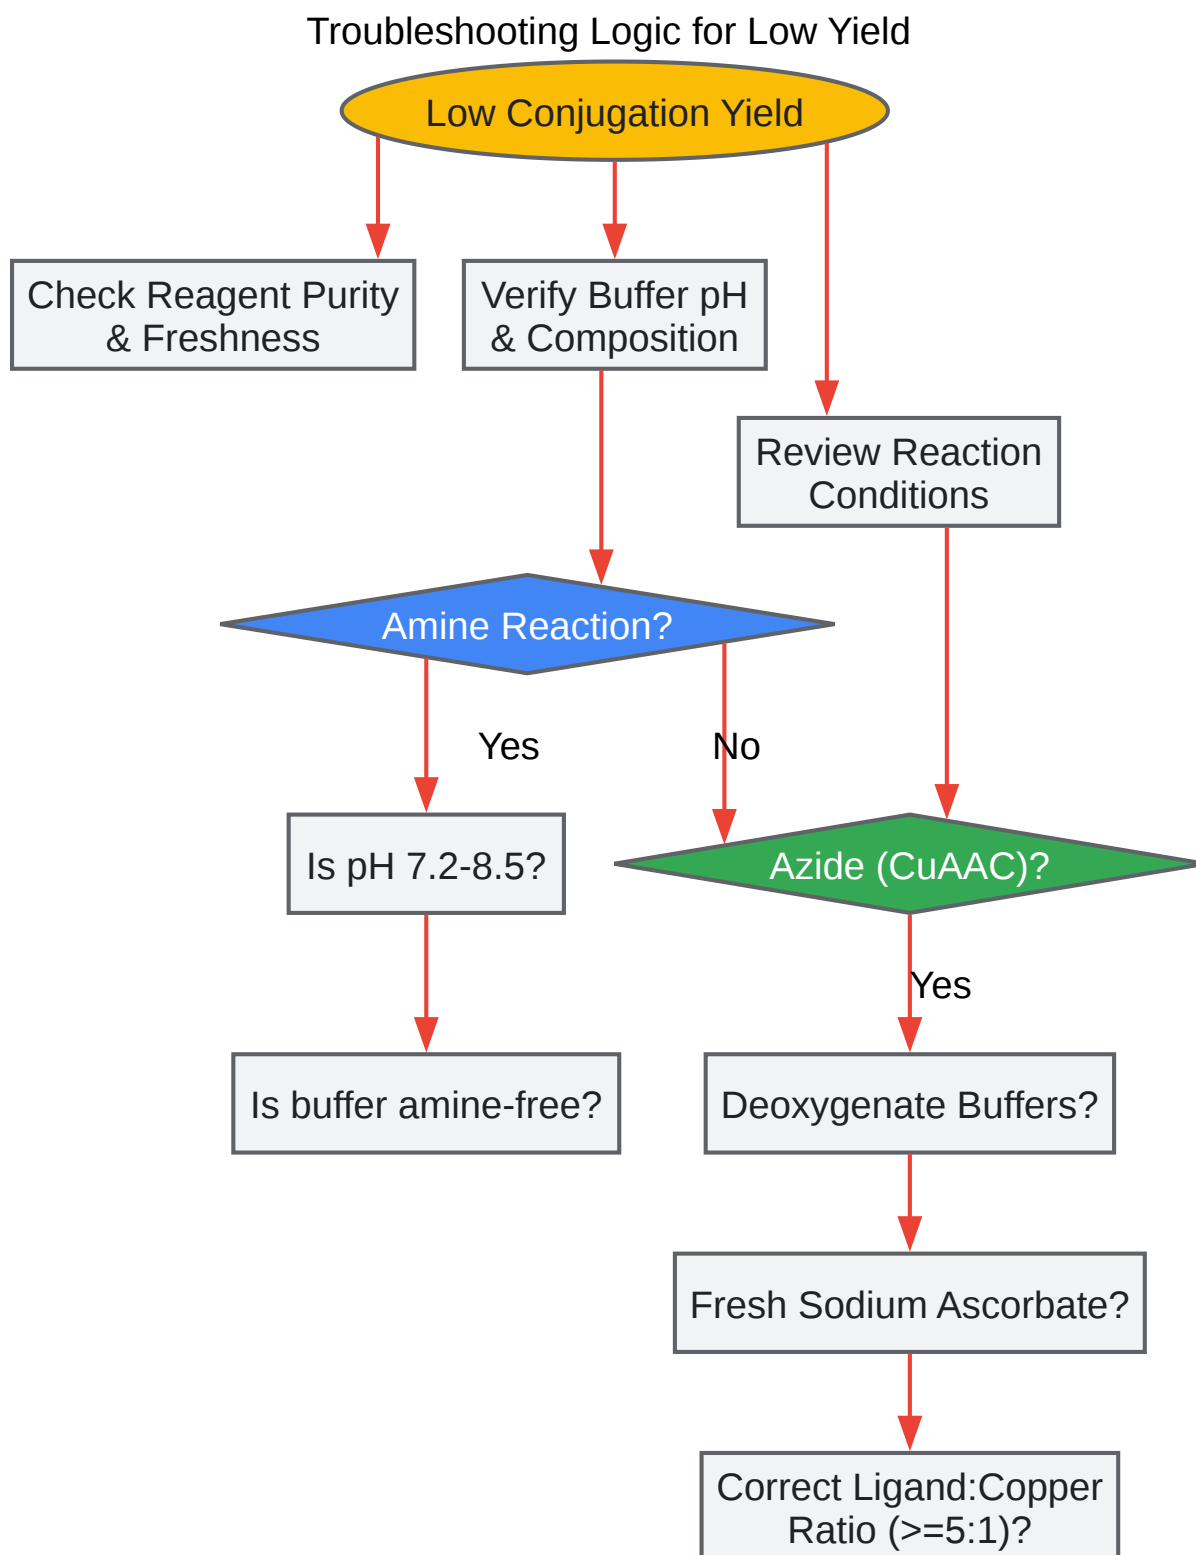 Troubleshooting Logic for Low Yield
Low Conjugation Yield
Check Reagent Purity
& Freshness
Verify Buffer pH
& Composition
Review Reaction
Conditions
Amine Reaction?
Yes
No
Is pH 7.2-8.5?
Azide (CuAAC)?
Yes
Is buffer amine-free?
Deoxygenate Buffers?
Fresh Sodium Ascorbate?
Correct Ligand:Copper
Ratio (>=5:1)?